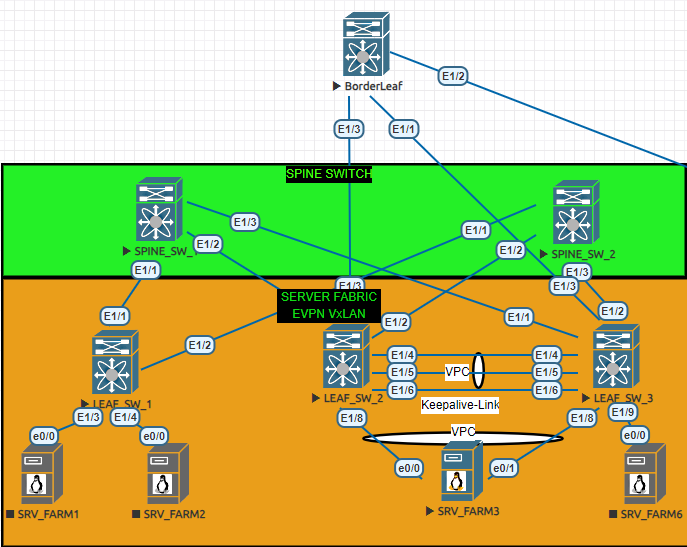 E1/2
BorderLeaf
E1/3
E1/1
SPINE SWITCH
E1/3
E1/1
E1/2
E1/2
SPINE_SW_1
SPINE_SW_2
E1/1
E1/3
E1/3
E1/3
SERVER FABRIC
EVPN VxLAN
E1/1
E1/2
E1/1
E1/2
E1/2
E1/4
E1/4
VPC
E1/5
E1/5
E1/6
E1/6
LEAF_SW_1
LEAF_SW_2
LEAF_SW_3
Keepalive-Link
E1/3
E1/4
E1/8
E1/8
E1/9
VPC
e0/0
e0/0
e0/0
e0/0
e0/1
SRV_FARM1
SRV_FARM2
SRV_FARM3
SRV_FARM6